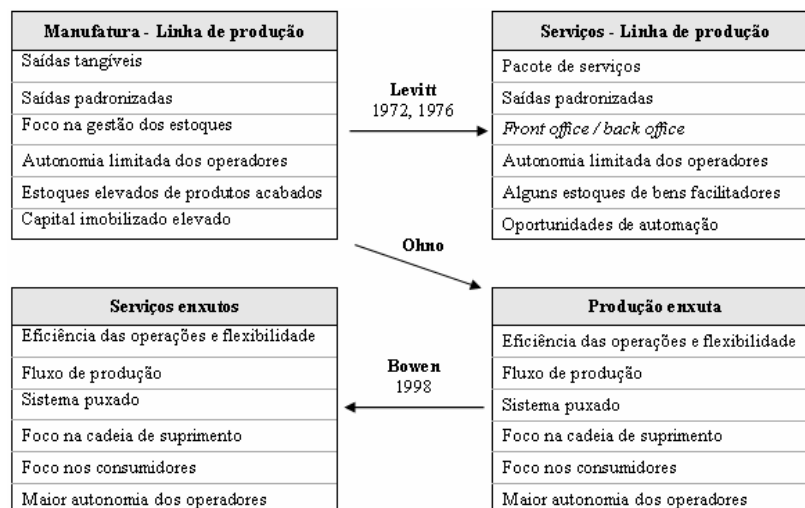 Manufatura - Linha de produção
Saídas tangíveis
Saídas padronizadas
Foco na gestão dos estoques
Autonomia limitada dos operadores
Estoques elevados de produtos acabados
Capital imobilizado elevado
Levitt
1972, 1976
Serviços - Linha de produção
Pacote de serviços
Saídas padronizadas
Front office / back office
Autonomia limitada dos operadores
Alguns estoques de bens facilitadores
Oportunidades de automação
Ohno
Serviços enxutos
Eficiência das operações e flexibilidade
Fluxo de produção
Sistema puxado
Foco na cadeia de suprimento
Foco nos consumidores
Maior autonomia dos operadores
Bowen
1998
Produção enxuta
Eficiência das operações e flexibilidade
Fluxo de produção
Sistema puxado
Foco na cadeia de suprimento
Foco nos consumidores
Maior autonomia dos operadores